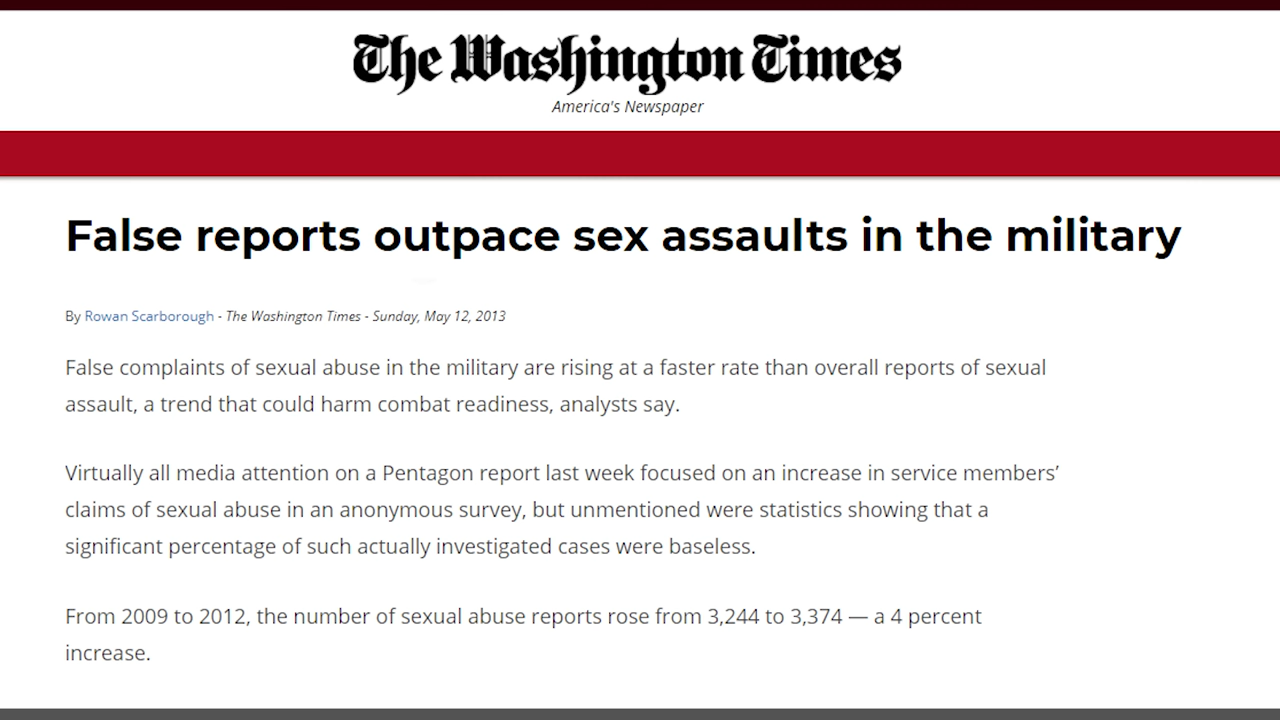 The Washington Times
America's Newspaper
False reports outpace sex assaults in the military
By Rowan Scarborough - The Washington Times - Sunday, May 12, 2013
False complaints of sexual abuse in the military are rising at a faster rate than overall reports of sexual
assault, a trend that could harm combat readiness, analysts say.
Virtually all media attention on a Pentagon report last week focused on an increase in service members’
claims of sexual abuse in an anonymous survey, but unmentioned were statistics showing that a
significant percentage of such actually investigated cases were baseless.
From 2009 to 2012, the number of sexual abuse reports rose from 3,244 to 3,374 — a 4 percent
increase.